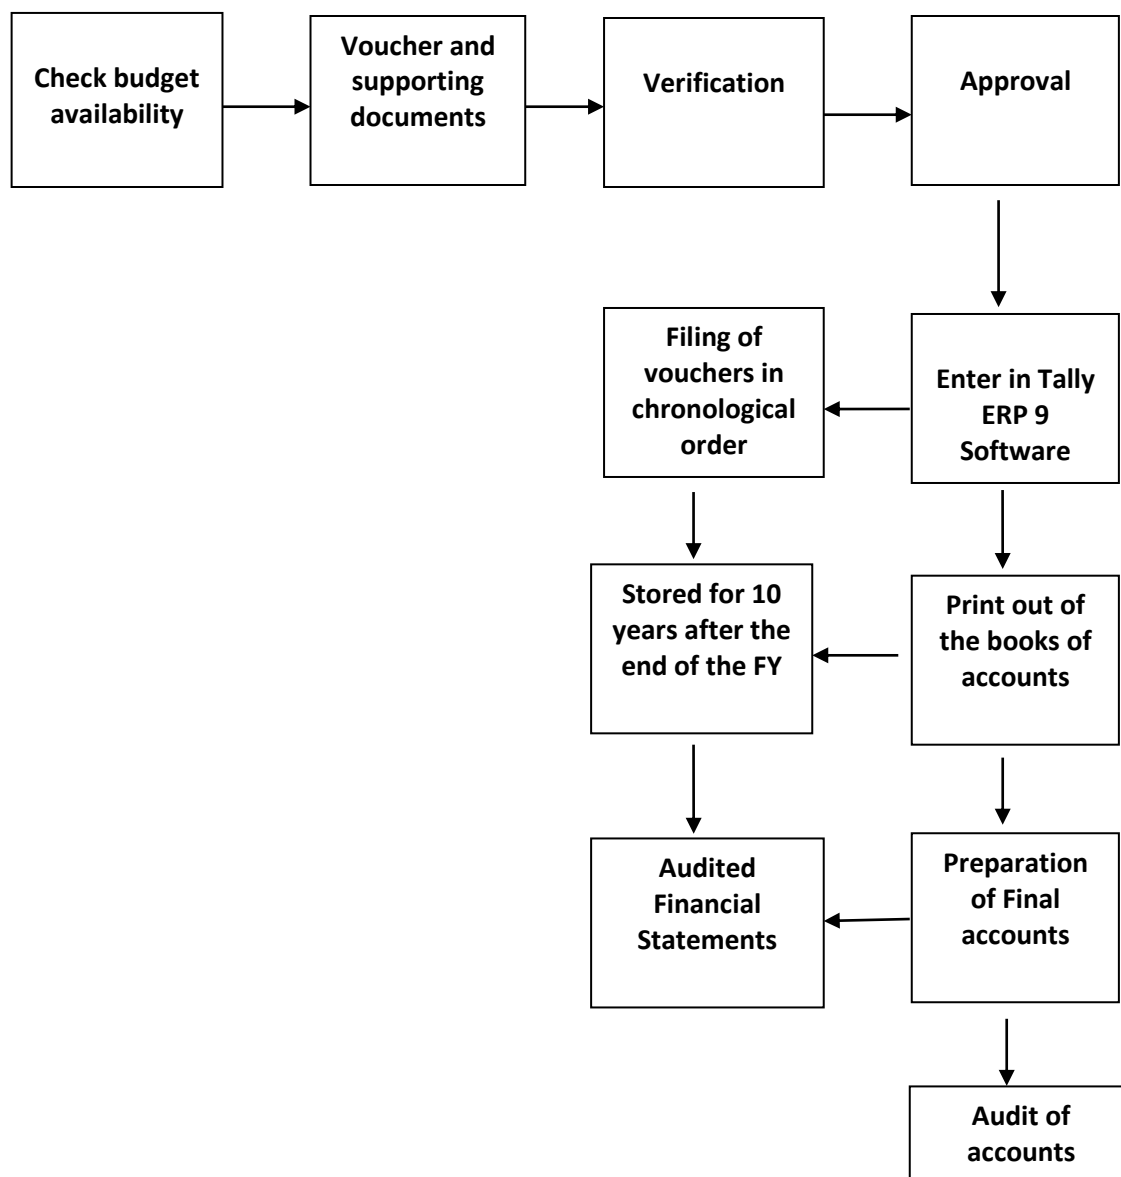 Check budget
availability
Voucher and
supporting
documents
Verification
Approval
Filing of
vouchers in
chronological
order
Enter in Tally
ERP 9
Software
Stored for 10
years after the
end of the FY
Print out of
the books of
accounts
Audited
Financial
Statements
Preparation
of Final
accounts
Audit of
accounts